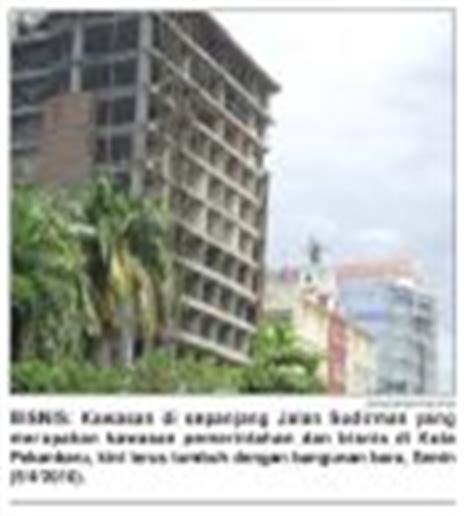 BISNIS: Kawasan di sepanjang Jalan Sudirman yang
merupakan kawasan pemerintahan dan bisnis di Kota
Pekanbaru, kini terus tumbuh dengan bangunan baru, Senin